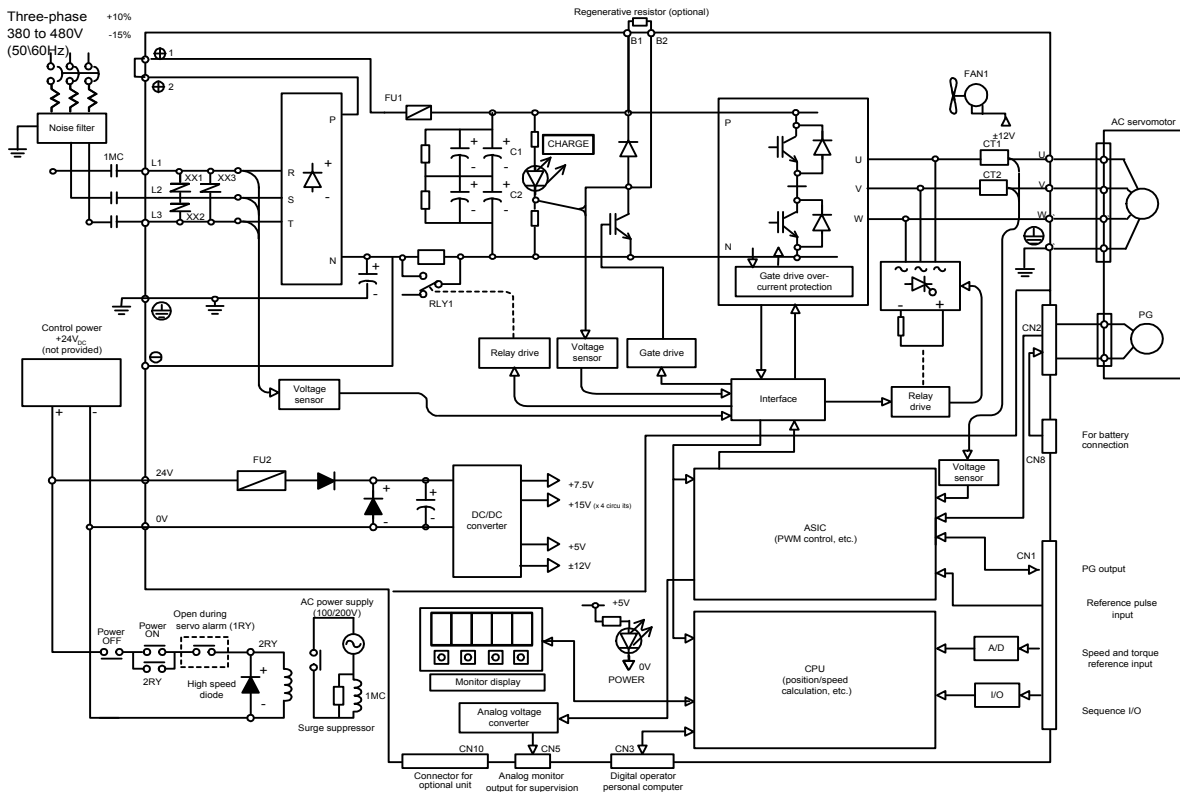 Three-phase
380 to 480V
(50\60Hz)
+10%
-15%
Regenerative resistor (optional)
B1
B2
1
2
FU1
FAN1
±12V
AC servomotor
Noise filter
P
P
CHARGE
C1
C2
CT1
CT2
U
V
W
U
V
W
1MC
L1
L2
L3
XX1
XX3
XX2
R
S
T
N
N
RLY1
Gate drive over-
current protection
Control power
+24VDC
(not provided)
Relay drive
Voltage
sensor
Gate drive
Interface
Relay
drive
Voltage
sensor
CN2
PG
For battery
connection
CN8
Voltage
sensor
24V
0V
FU2
DC/DC
converter
+7.5V
+15V (x 4 circu its)
+5V
±12V
ASIC
(PWM control, etc.)
CN1
PG output
Reference pulse
input
Speed and torque
reference input
Sequence I/O
A/D
I/O
CPU
(position/speed
calculation, etc.)
AC power supply
(100/200V)
Open during
servo alarm (1RY)
Power
OFF
Power
ON
2RY
2RY
High speed
diode
1MC
Surge suppressor
Monitor display
+5V
0V
POWER
Analog voltage
converter
CN10
CN5
CN3
Connector for
optional unit
Analog monitor
output for supervision
Digital operator
personal computer